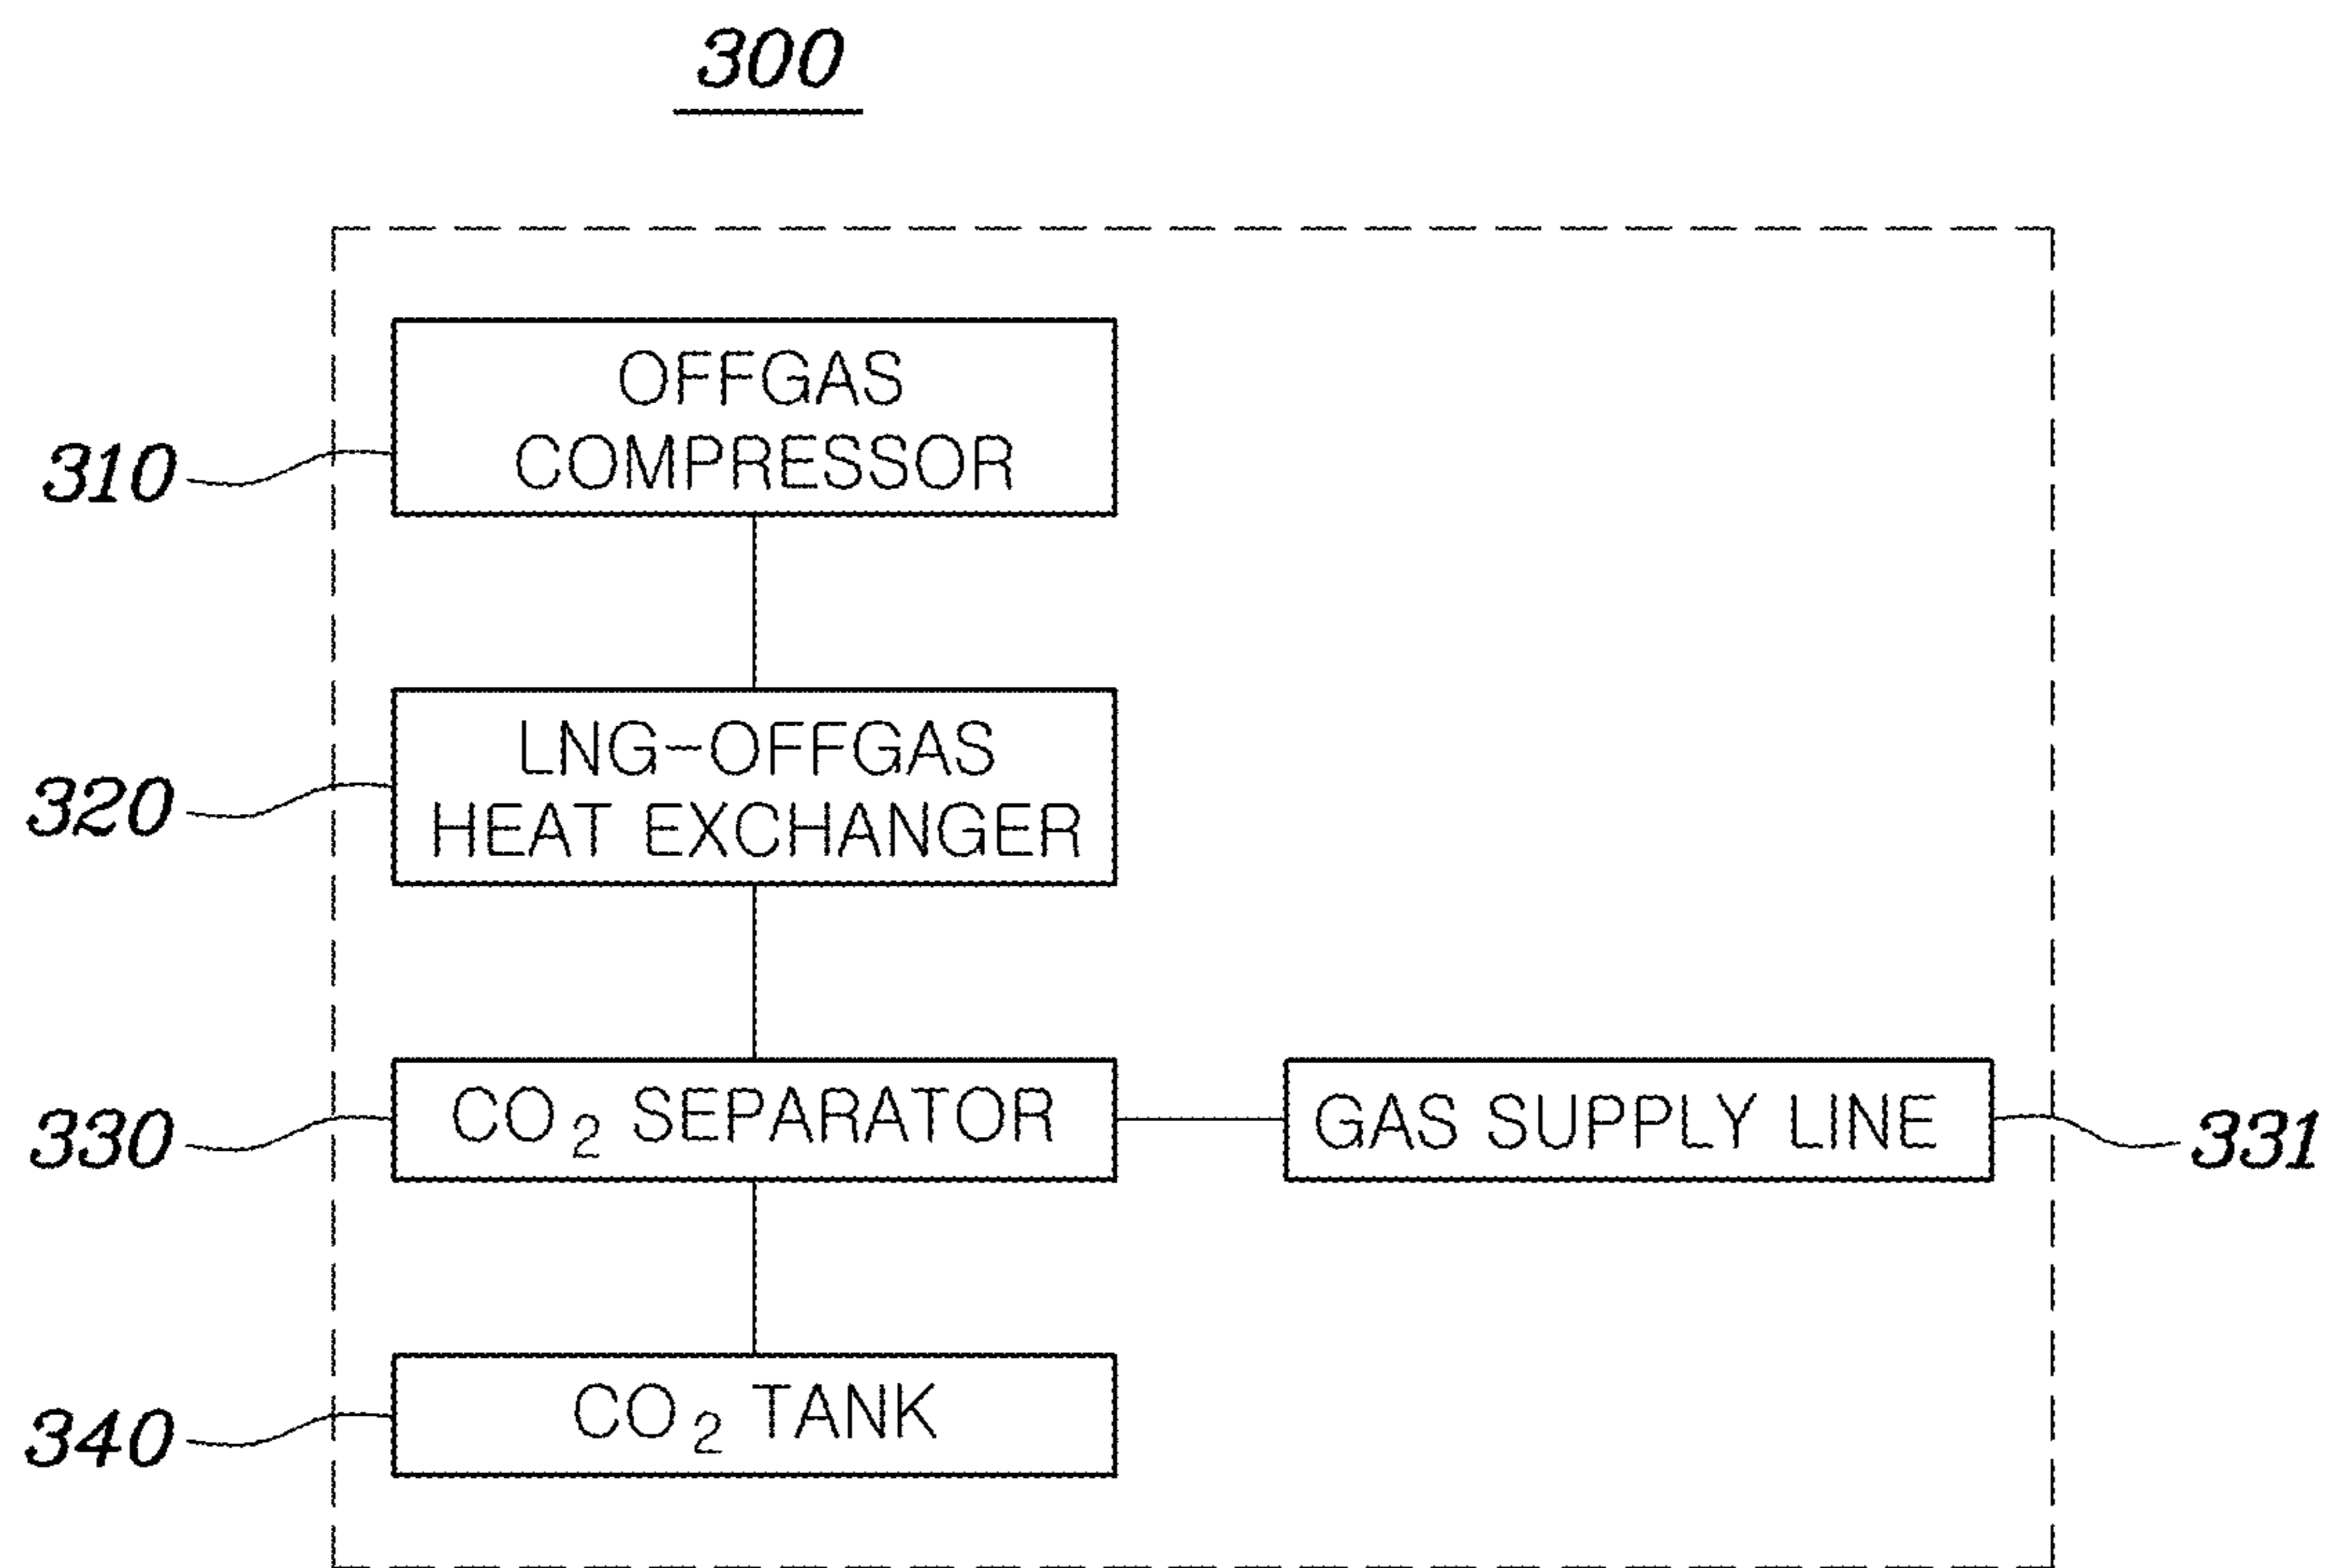 300
OFFGAS
COMPRESSOR
310
LNG-OFFGAS
HEAT EXCHANGER
320
CO2 SEPARATOR
GAS SUPPLY LINE
330
331
CO2 TANK
340